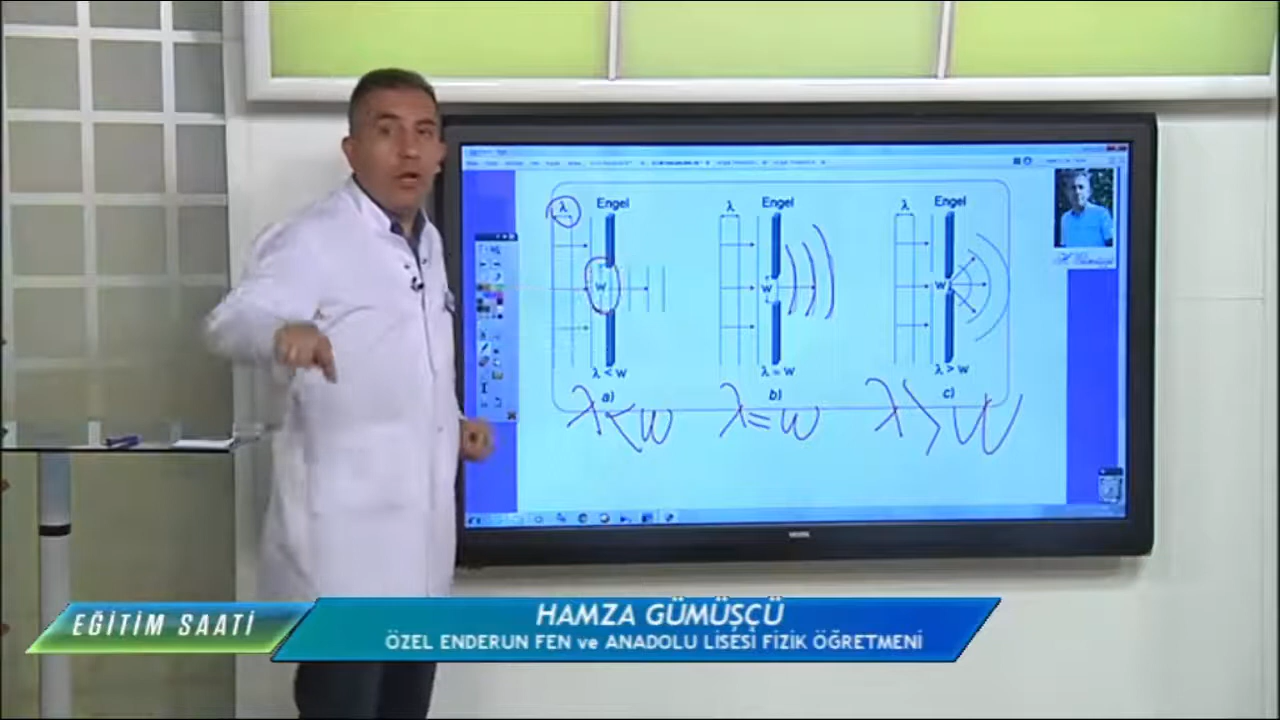 λ Engel
W
λ < W
a)
λ Engel
W
λ = W
b)
λ Engel
W
λ > W
c)
λ<w λ=w λ>W
EĞİTİM SAATİ
HAMZA GÜMÜŞÇÜ
ÖZEL ENDERUN FEN ve ANADOLU LİSESİ FİZİK ÖĞRETMENİ